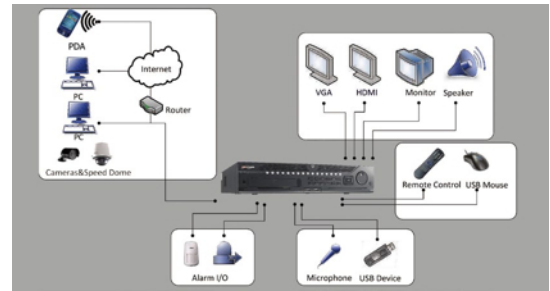 PDA
Internet
PC
Router
PC
Cameras&Speed Dome
VGA
HDMI
Monitor
Speaker
Remote Control
USB Mouse
Alarm I/O
Microphone
USB Device